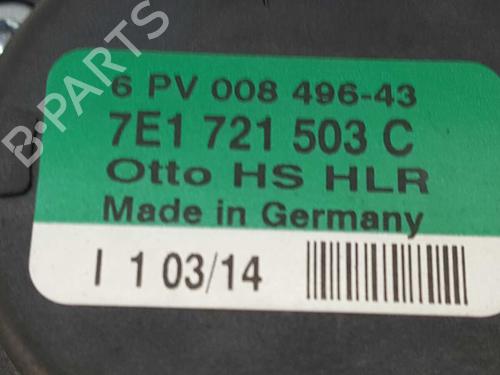 6 PV 008 496-43
7E1 721 503 C
Otto HS HLR
Made in Germany
I 1 03/14
B-PARTS